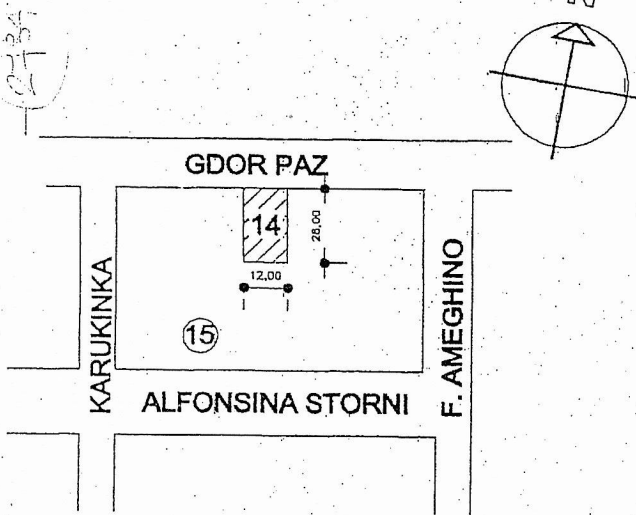 N
GDOR PAZ
14
28,00
12,00
15
KARUKINKA
ALFONSINA STORNI
F. AMEGHINO